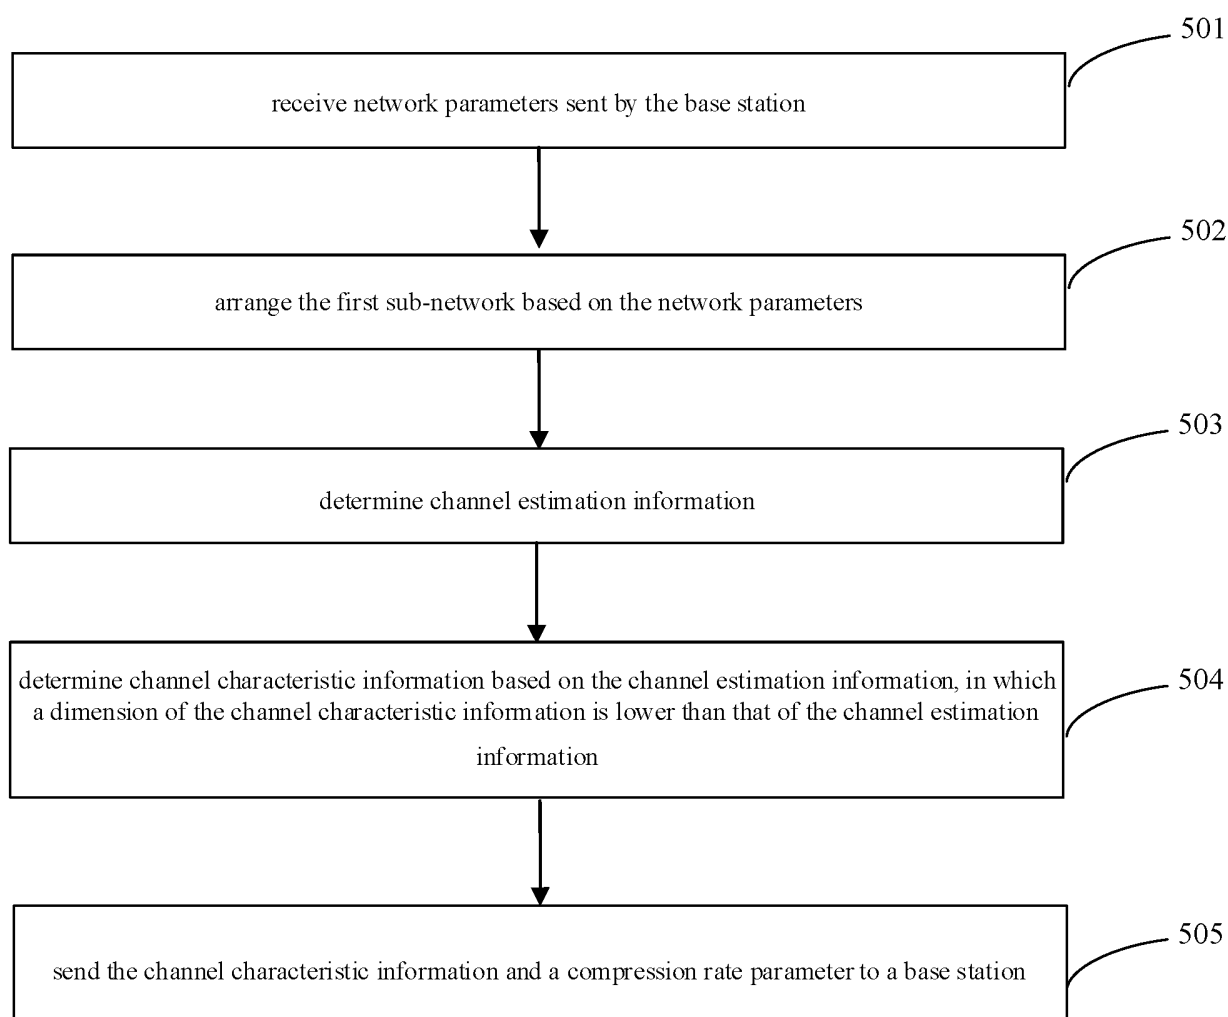 501
receive network parameters sent by the base station
502
arrange the first sub-network based on the network parameters
503
determine channel estimation information
504
determine channel characteristic information based on the channel estimation information, in which
a dimension of the channel characteristic information is lower than that of the channel estimation
information
505
send the channel characteristic information and a compression rate parameter to a base station